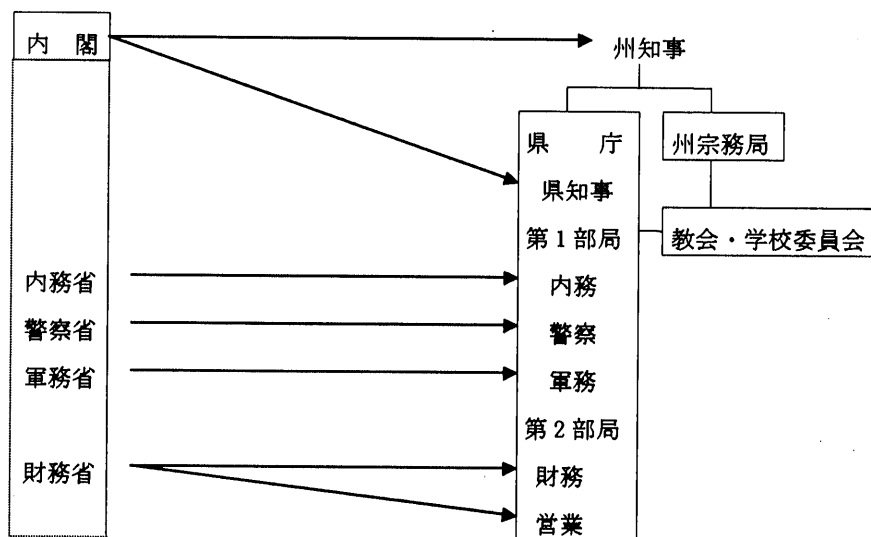 内 閣
州知事
県 庁
州宗務局
県知事
第1部局
教会・学校委員会
内務省
内務
警察省
警察
軍務省
軍務
第2部局
財務省
財務
営業